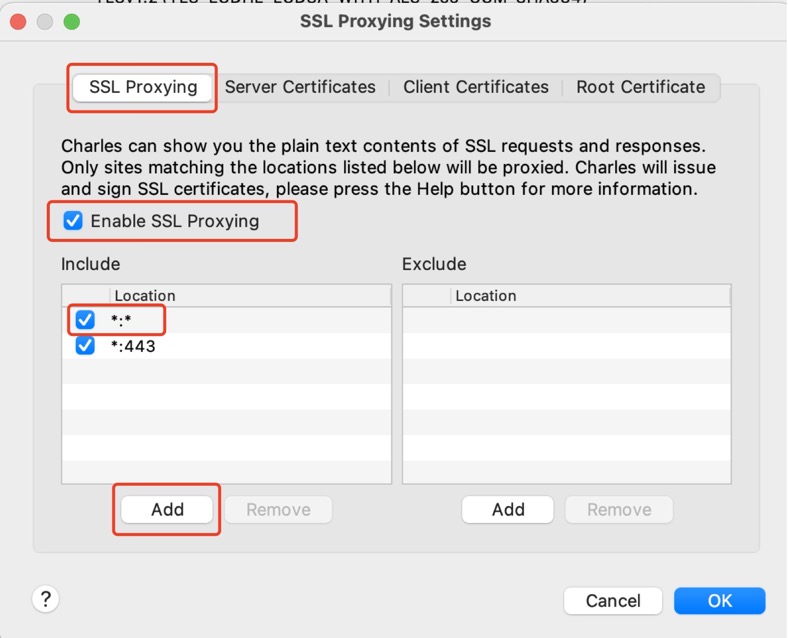 SSL Proxying Settings
SSL Proxying Server Certificates Client Certificates Root Certificate
Charles can show you the plain text contents of SSL requests and responses.
Only sites matching the locations listed below will be proxied. Charles will issue
and sign SSL certificates, please press the Help button for more information.
Enable SSL Proxying
Include Exclude
Location Location
*:*
*:443
Add Remove Add Remove
? Cancel OK